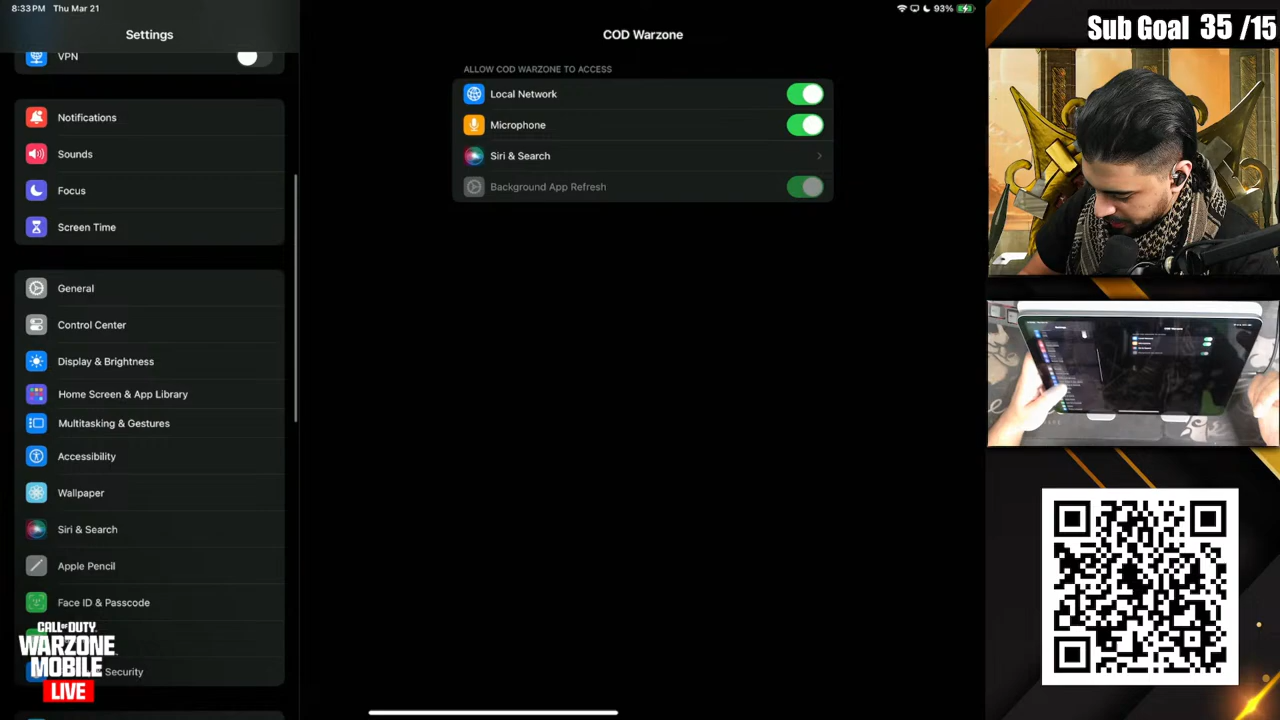 8:33 PM Thu Mar 21
93%
Settings
VPN
Notifications
Sounds
Focus
Screen Time
General
Control Center
Display & Brightness
Home Screen & App Library
Multitasking & Gestures
Accessibility
Wallpaper
Siri & Search
Apple Pencil
Face ID & Passcode
Security
CALL OF DUTY
WARZONE
MOBILE
LIVE
COD Warzone
ALLOW COD WARZONE TO ACCESS
Local Network
Microphone
Siri & Search
Background App Refresh
Sub Goal 35 /15